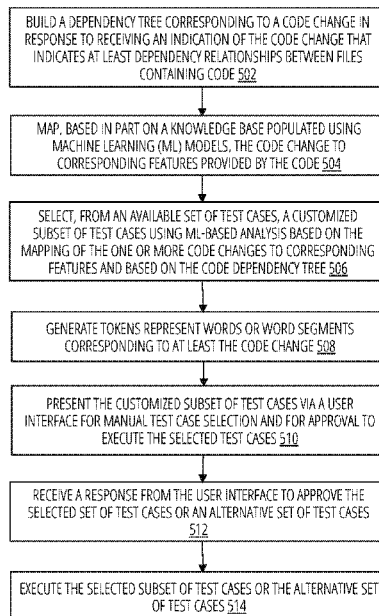 BUILD A DEPENDENCY TREE CORRESPONDING TO A CODE CHANGE IN
RESPONSE TO RECEIVING AN INDICATION OF THE CODE CHANGE THAT
INDICATES AT LEAST DEPENDENCY RELATIONSHIPS BETWEEN FILES
CONTAINING CODE 502
MAP, BASED IN PART ON A KNOWLEDGE BASE POPULATED USING
MACHINE LEARNING (ML) MODELS, THE CODE CHANGE TO
CORRESPONDING FEATURES PROVIDED BY THE CODE 504
SELECT, FROM AN AVAILABLE SET OF TEST CASES, A CUSTOMIZED
SUBSET OF TEST CASES USING ML-BASED ANALYSIS BASED ON THE
MAPPING OF THE ONE OR MORE CODE CHANGES TO CORRESPONDING
FEATURES AND BASED ON THE CODE DEPENDENCY TREE 506
GENERATE TOKENS REPRESENT WORDS OR WORD SEGMENTS
CORRESPONDING TO AT LEAST THE CODE CHANGE 508
PRESENT THE CUSTOMIZED SUBSET OF TEST CASES VIA A USER
INTERFACE FOR MANUAL TEST CASE SELECTION AND FOR APPROVAL TO
EXECUTE THE SELECTED TEST CASES 510
RECEIVE A RESPONSE FROM THE USER INTERFACE TO APPROVE THE
SELECTED SET OF TEST CASES OR AN ALTERNATIVE SET OF TEST CASES
512
EXECUTE THE SELECTED SUBSET OF TEST CASES OR THE ALTERNATIVE
SET OF TEST CASES 514